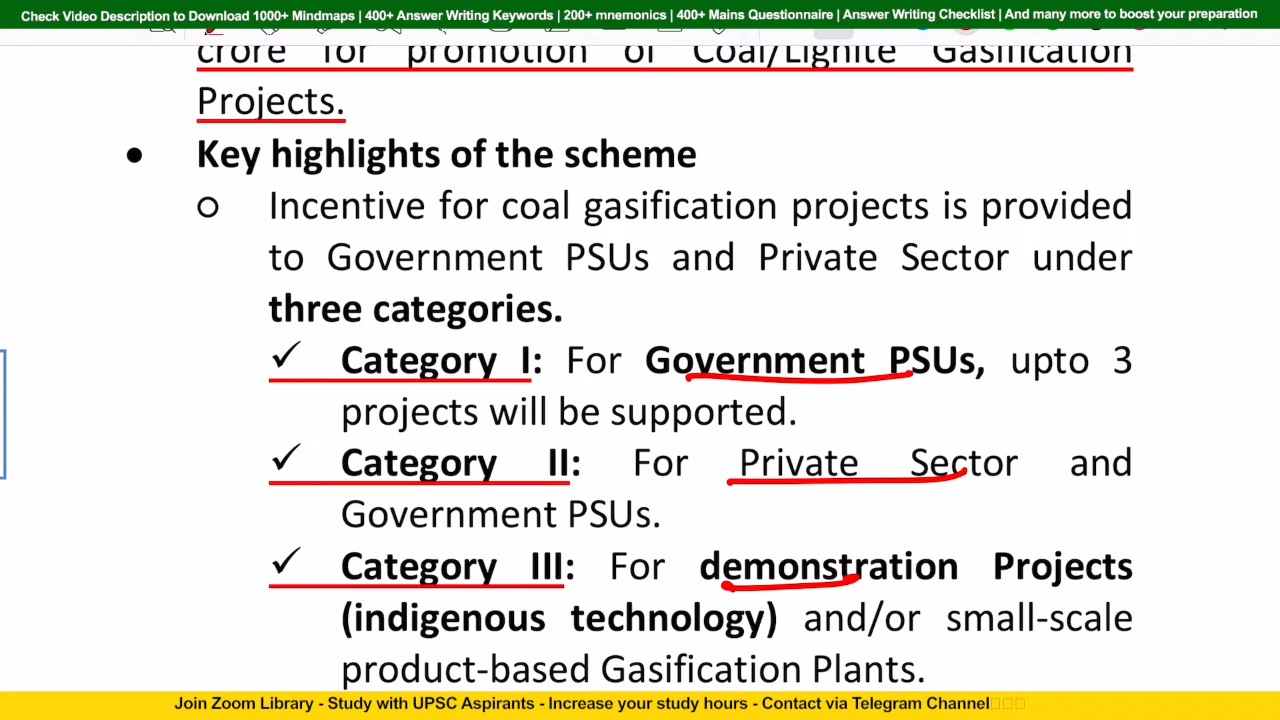 Check Video Description to Download 1000+ Mindmaps | 400+ Answer Writing Keywords | 200+ mnemonics | 400+ Mains Questionnaire | Answer Writing Checklist | And many more to boost your preparation
crore for promotion of Coal/Lignite Gasification
Projects.
● Key highlights of the scheme
○ Incentive for coal gasification projects is provided
to Government PSUs and Private Sector under
three categories.
✓ Category I: For Government PSUs, upto 3
projects will be supported.
✓ Category II: For Private Sector and
Government PSUs.
✓ Category III: For demonstration Projects
(indigenous technology) and/or small-scale
product-based Gasification Plants.
Join Zoom Library - Study with UPSC Aspirants - Increase your study hours - Contact via Telegram Channel